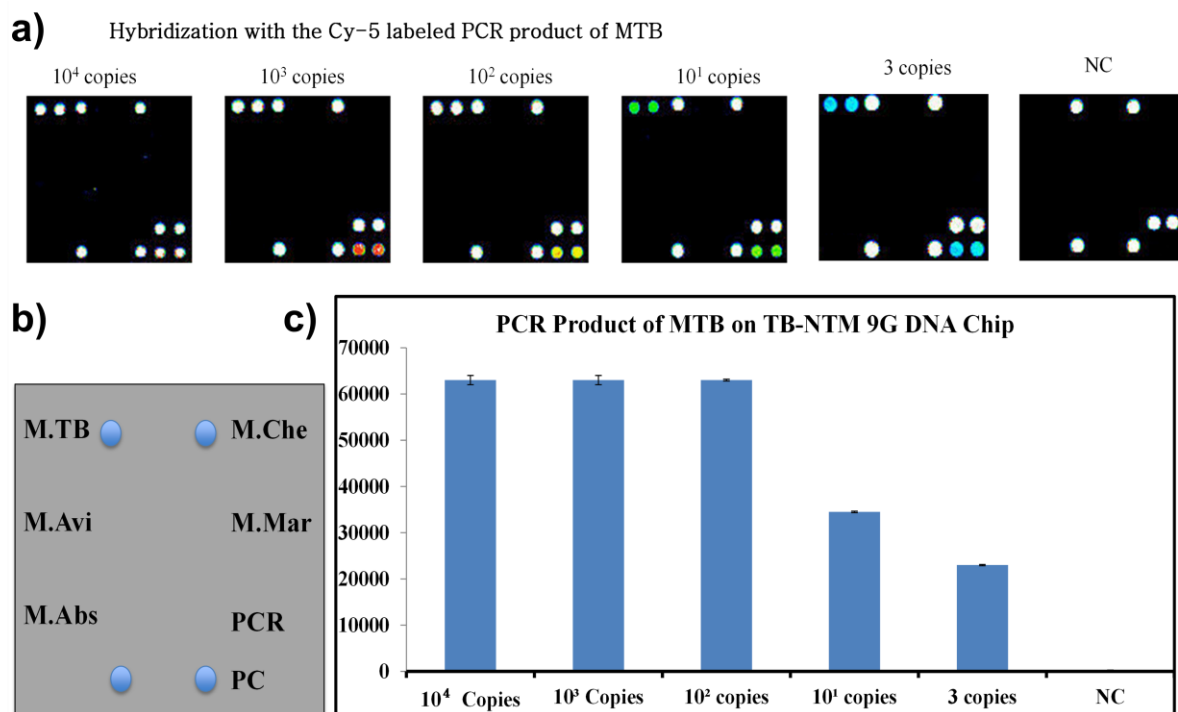 a)
Hybridization with the Cy-5 labeled PCR product of MTB
10⁴ copies 10³ copies 10² copies 10¹ copies 3 copies NC
b)
M.TB M.Che
M.Avi M.Mar
M.Abs PCR
PC
c)
PCR Product of MTB on TB-NTM 9G DNA Chip
70000
60000
50000
40000
30000
20000
10000
0
10⁴ Copies 10³ Copies 10² Copies 10¹ Copies 3 copies NC